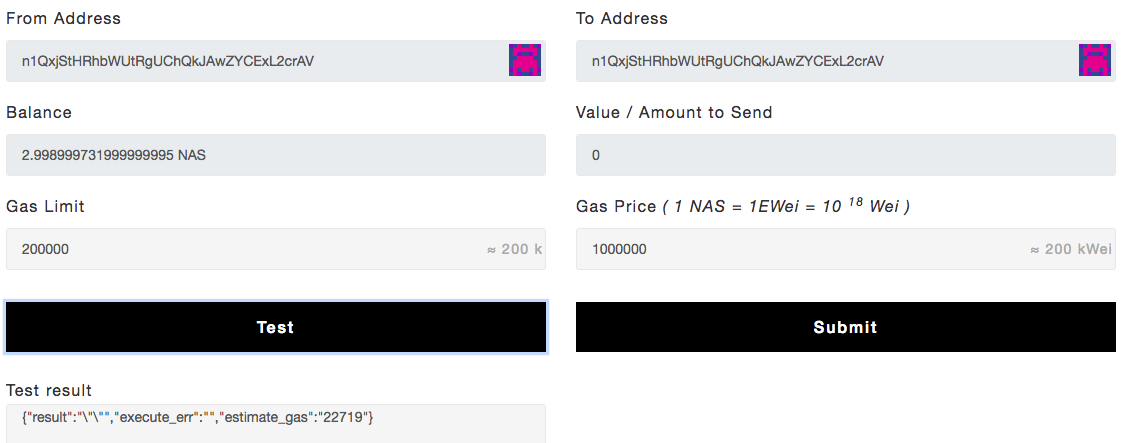 From Address
To Address
n1QxjStHRhbWUtRgUChQkJAwZYCExL2crAV
n1QxjStHRhbWUtRgUChQkJAwZYCExL2crAV
Balance
Value / Amount to Send
2.998999731999999995 NAS
0
Gas Limit
Gas Price ( 1 NAS = 1EWei = 10 18 Wei )
200000
≈ 200 k
1000000
≈ 200 kWei
Test
Submit
Test result
{"result":"\"\"","execute_err":"","estimate_gas":"22719"}